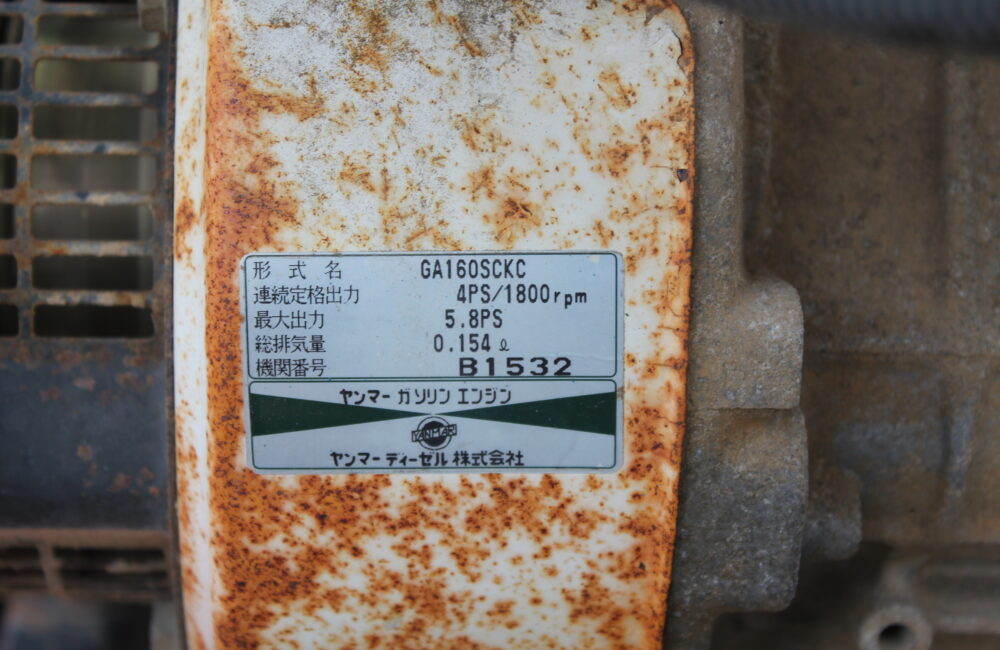 形式名 GA160SCKC
連続定格出力 4PS/1800rpm
最大出力 5.8PS
総排気量 0.154ℓ
機関番号 B1532
ヤンマー ガソリン エンジン
YANMAR
ヤンマー ディーゼル 株式会社